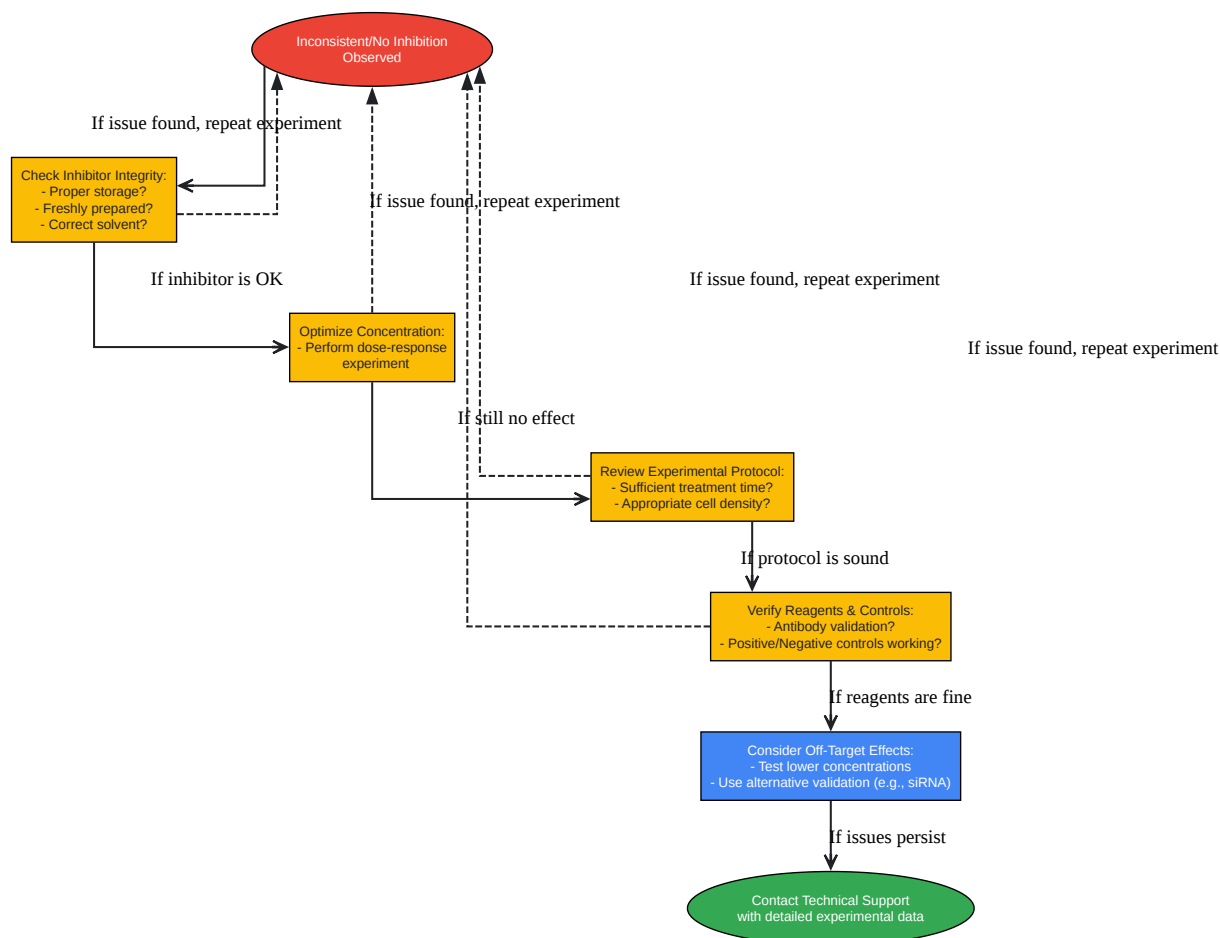 Inconsistent/No Inhibition
Observed
If issue found, repeat experiment
Check Inhibitor Integrity:
- Proper storage?
- Freshly prepared?
- Correct solvent?
If issue found, repeat experiment
If inhibitor is OK
If issue found, repeat experiment
Optimize Concentration:
- Perform dose-response
experiment
If issue found, repeat experiment
If still no effect
Review Experimental Protocol:
- Sufficient treatment time?
- Appropriate cell density?
If protocol is sound
Verify Reagents & Controls:
- Antibody validation?
- Positive/Negative controls working?
If reagents are fine
Consider Off-Target Effects:
- Test lower concentrations
- Use alternative validation (e.g., siRNA)
If issues persist
Contact Technical Support
with detailed experimental data